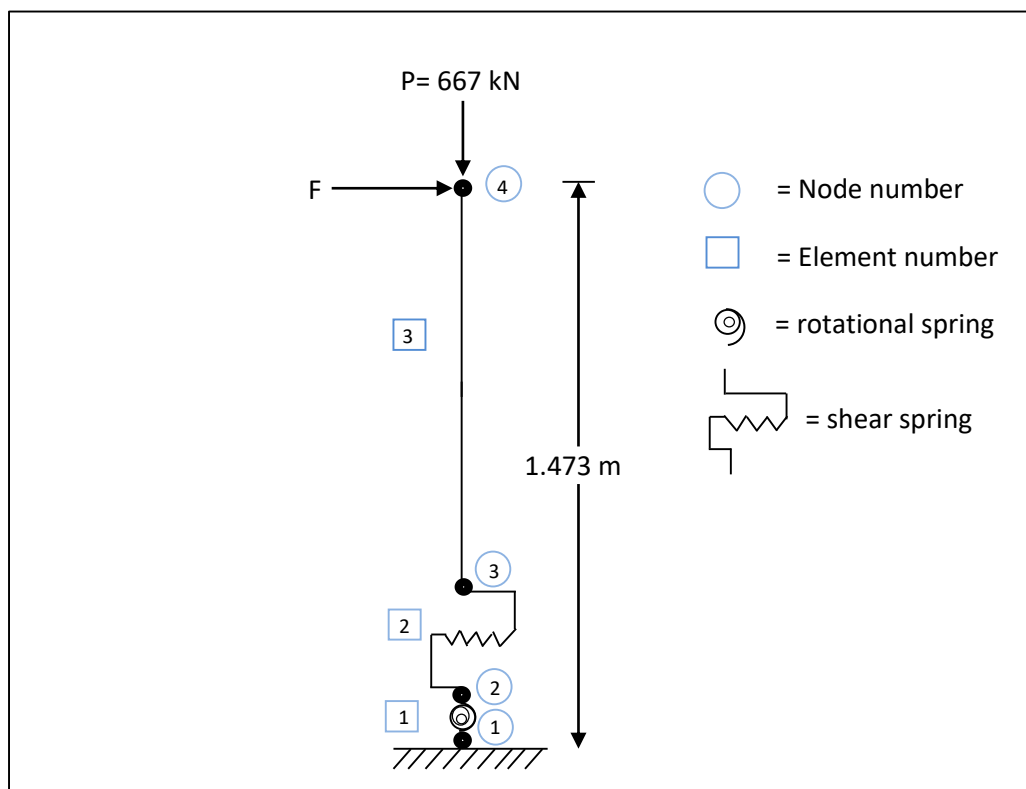 P= 667 kN
F
4
= Node number
= Element number
3
= rotational spring
= shear spring
1.473 m
3
2
2
1
1